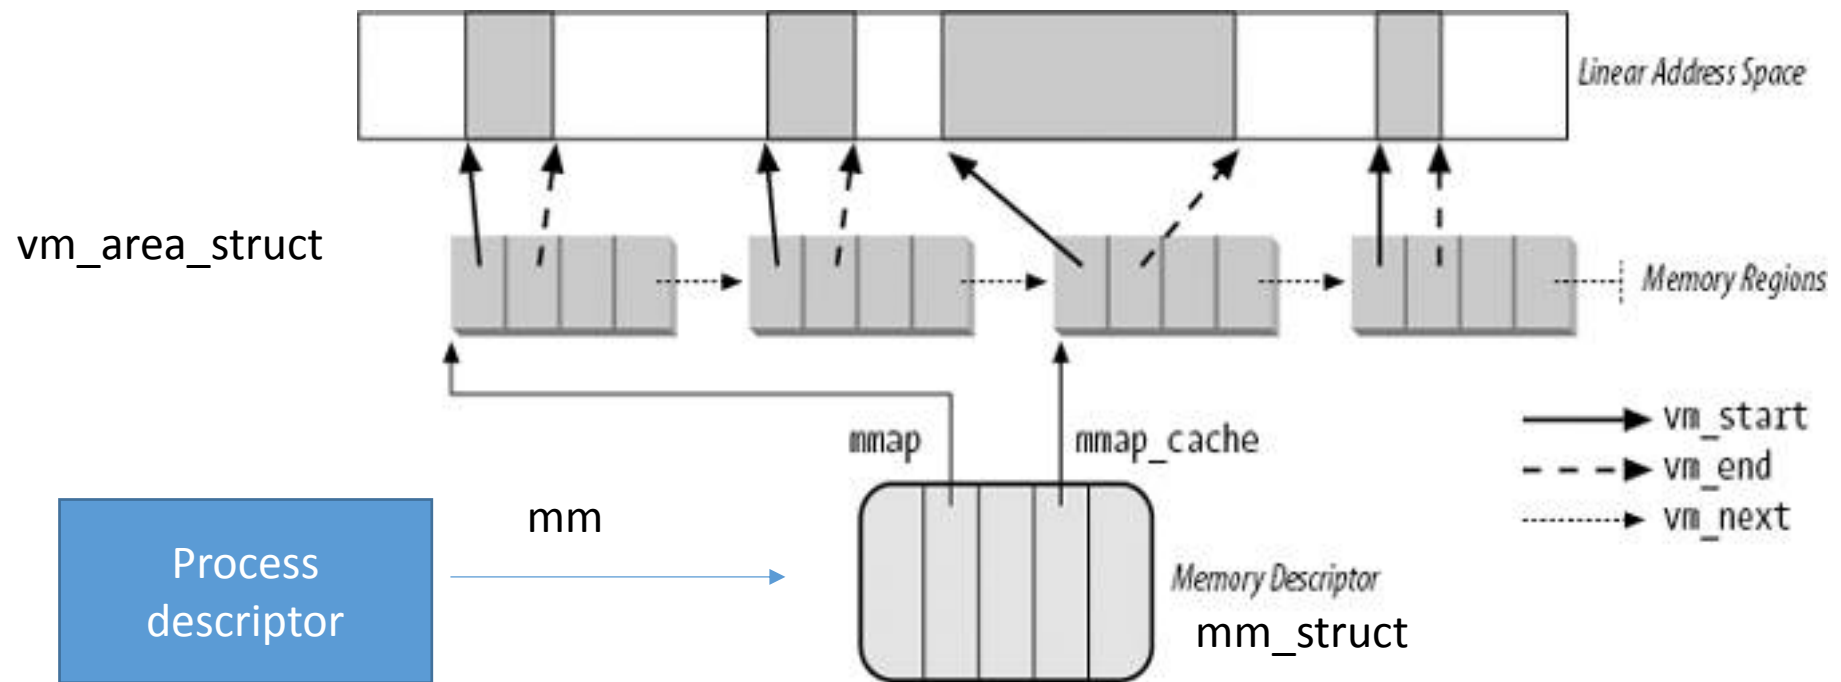 Linear Address Space
vm_area_struct
Memory Regions
mmap
mmap_cache
vm_start
vm_end
vm_next
mm
Process
descriptor
Memory Descriptor
mm_struct